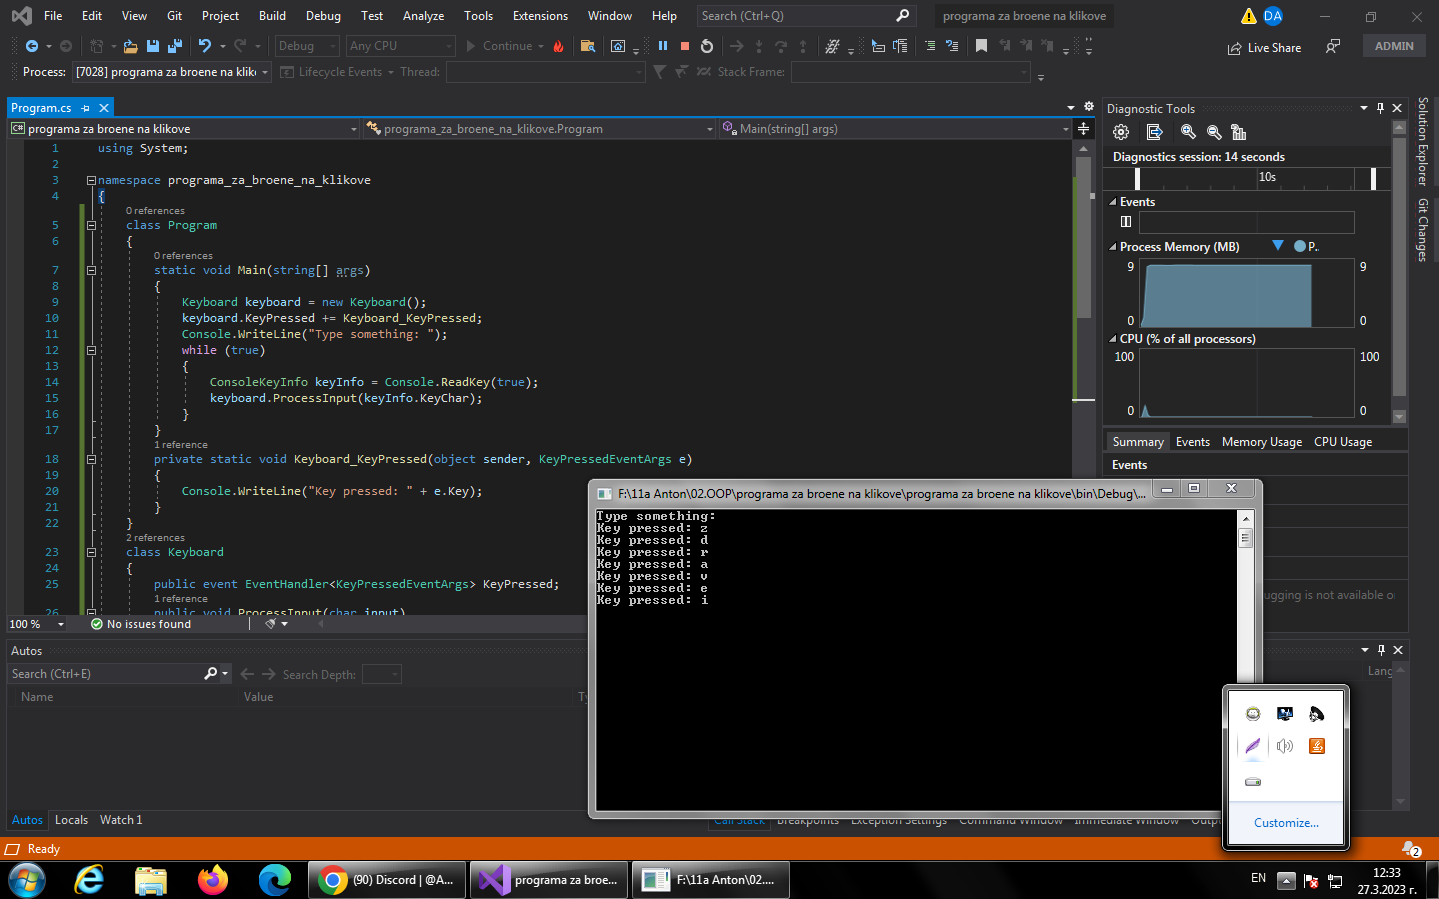 File Edit View Git Project Build Debug Test Analyze Tools Extensions Window Help Search (Ctrl+Q) programa za broene na klikove DA
Debug Any CPU Continue Live Share ADMIN
Process: [7028] programa za broene na klik Lifecycle Events Thread: Stack Frame:
Program.cs
programa za broene na klikove programa_za_broene_na_klikove.Program Main(string[] args)
1 using System;
2
3 namespace programa_za_broene_na_klikove
4 {
0 references
5 class Program
6 {
0 references
7 static void Main(string[] args)
8 {
9 Keyboard keyboard = new Keyboard();
10 keyboard.KeyPressed += Keyboard_KeyPressed;
11 Console.WriteLine("Type something: ");
12 while (true)
13 {
14 ConsoleKeyInfo keyInfo = Console.ReadKey(true);
15 keyboard.ProcessInput(keyInfo.KeyChar);
16 }
17 }
1 reference
18 private static void Keyboard_KeyPressed(object sender, KeyPressedEventArgs e)
19 {
20 Console.WriteLine("Key pressed: " + e.Key);
21 }
22 }
2 references
23 class Keyboard
24 {
25 public event EventHandler<KeyPressedEventArgs> KeyPressed;
1 reference
26 public void ProcessInput(char input)
100 % No issues found
Diagnostic Tools
Diagnostics session: 14 seconds
10s
Events
Process Memory (MB) P..
9 9
0 0
CPU (% of all processors)
100 100
0 0
Summary Events Memory Usage CPU Usage
Events
ugging is not available o
Solution Explorer
Git Changes
F:\11a Anton\02.OOP\programa za broene na klikove\programa za broene na klikove\bin\Debug\...
Type something:
Key pressed: z
Key pressed: d
Key pressed: r
Key pressed: a
Key pressed: v
Key pressed: e
Key pressed: i
Autos
Search (Ctrl+E) Search Depth:
Name Value Ty
Lang
Autos Locals Watch 1
Call Stack Breakpoints Exception Settings Command Window Immediate Window Outp
Customize...
Ready 2
(90) Discord | @A... programa za broe... F:\11a Anton\02....
EN 12:33
27.3.2023 г.